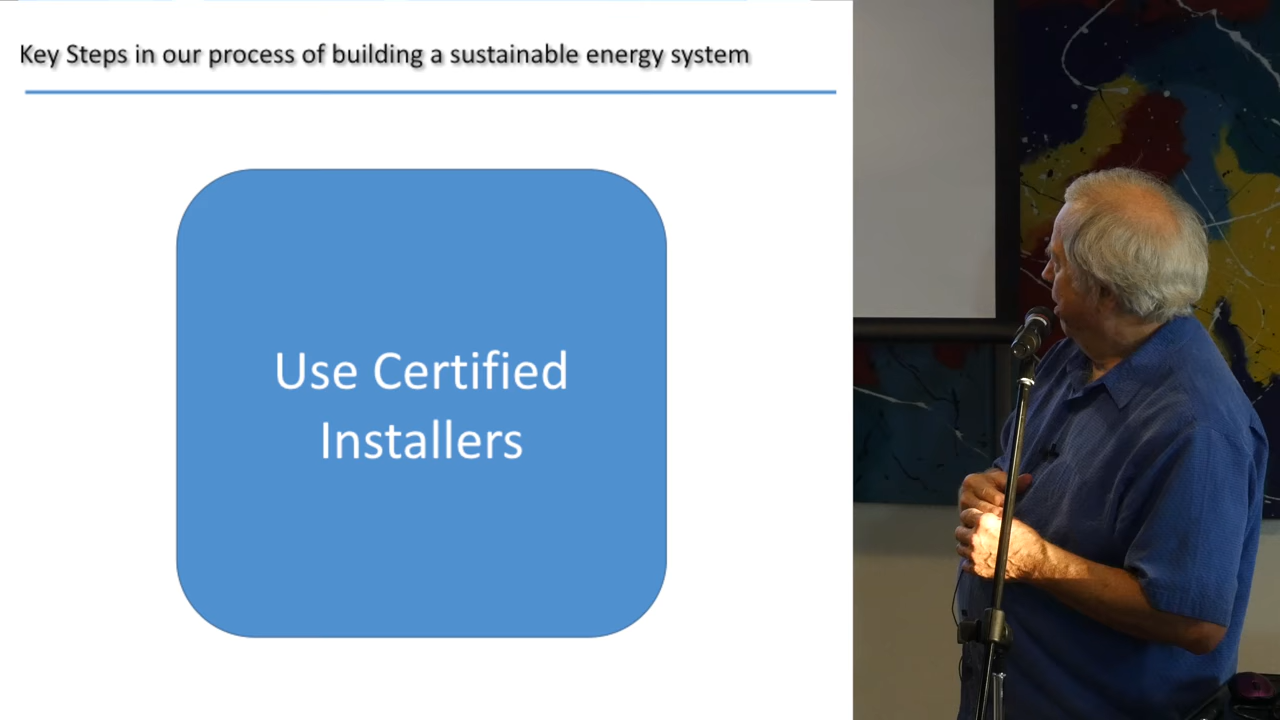 Key Steps in our process of building a sustainable energy system
Use Certified
Installers